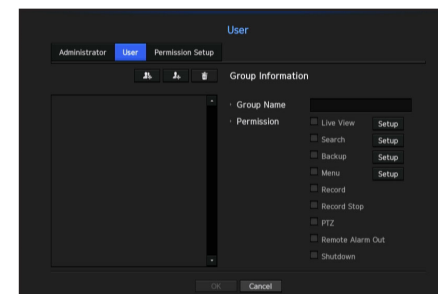 User
Administrator User Permission Setup
Group Information
· Group Name
· Permission
Live View Setup
Search Setup
Backup Setup
Menu Setup
Record
Record Stop
PTZ
Remote Alarm Out
Shutdown
OK Cancel